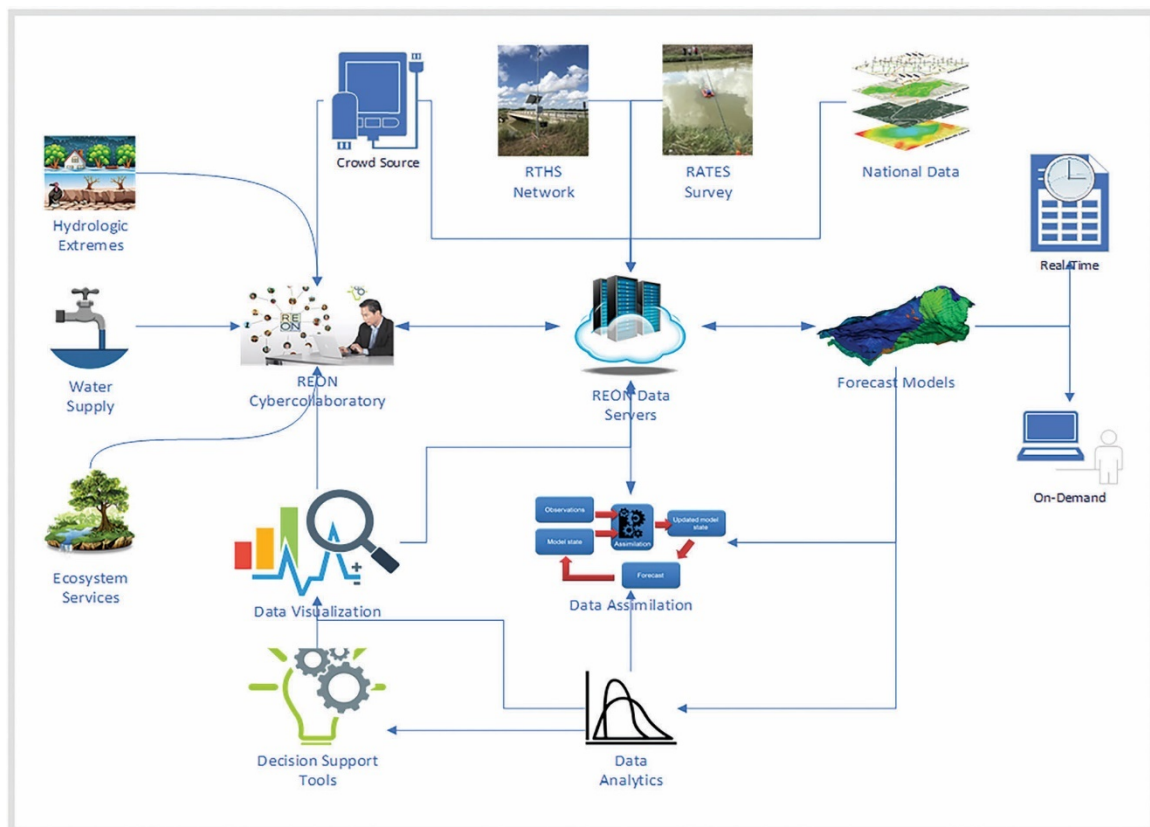 Crowd Source
RTHS
Network
RATES
Survey
National Data
Hydrologic
Extremes
Real-Time
Water
Supply
RE
ON
REON
Cybercollaboratory
REON Data
Servers
Forecast Models
On-Demand
Ecosystem
Services
Data Visualization
Observations
Model state
Assimilation
Updated model
state
Forecast
Data Assimilation
Decision Support
Tools
Data
Analytics